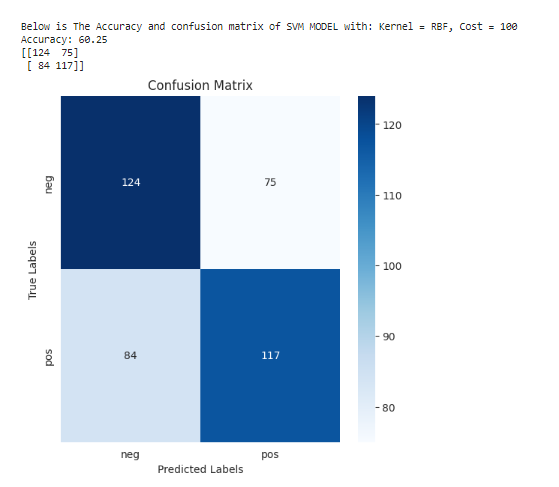 Below is The Accuracy and confusion matrix of SVM MODEL with: Kernel = RBF, Cost = 100
Accuracy: 60.25
[[124  75]
 [ 84 117]]
Confusion Matrix
neg
124
75
120
110
100
90
80
True Labels
pos
84
117
neg
pos
Predicted Labels